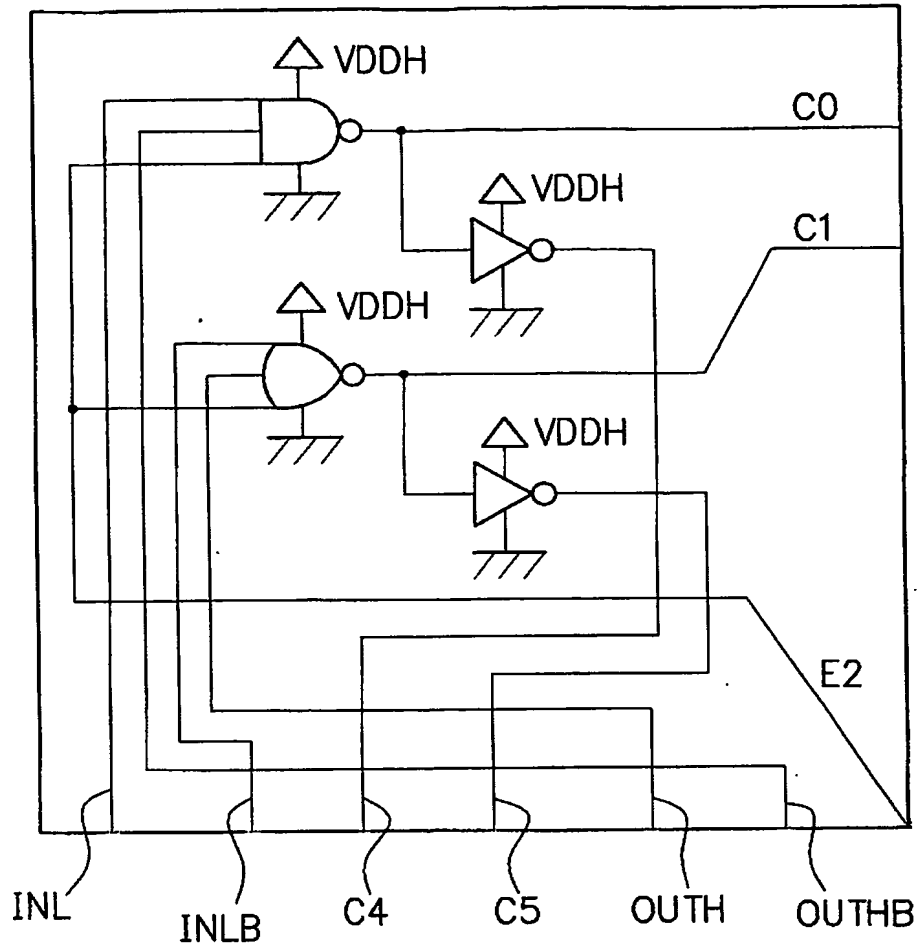 VDDH
C0
VDDH
C1
VDDH
VDDH
E2
INL
INLB
C4
C5
OUTH
OUTHB